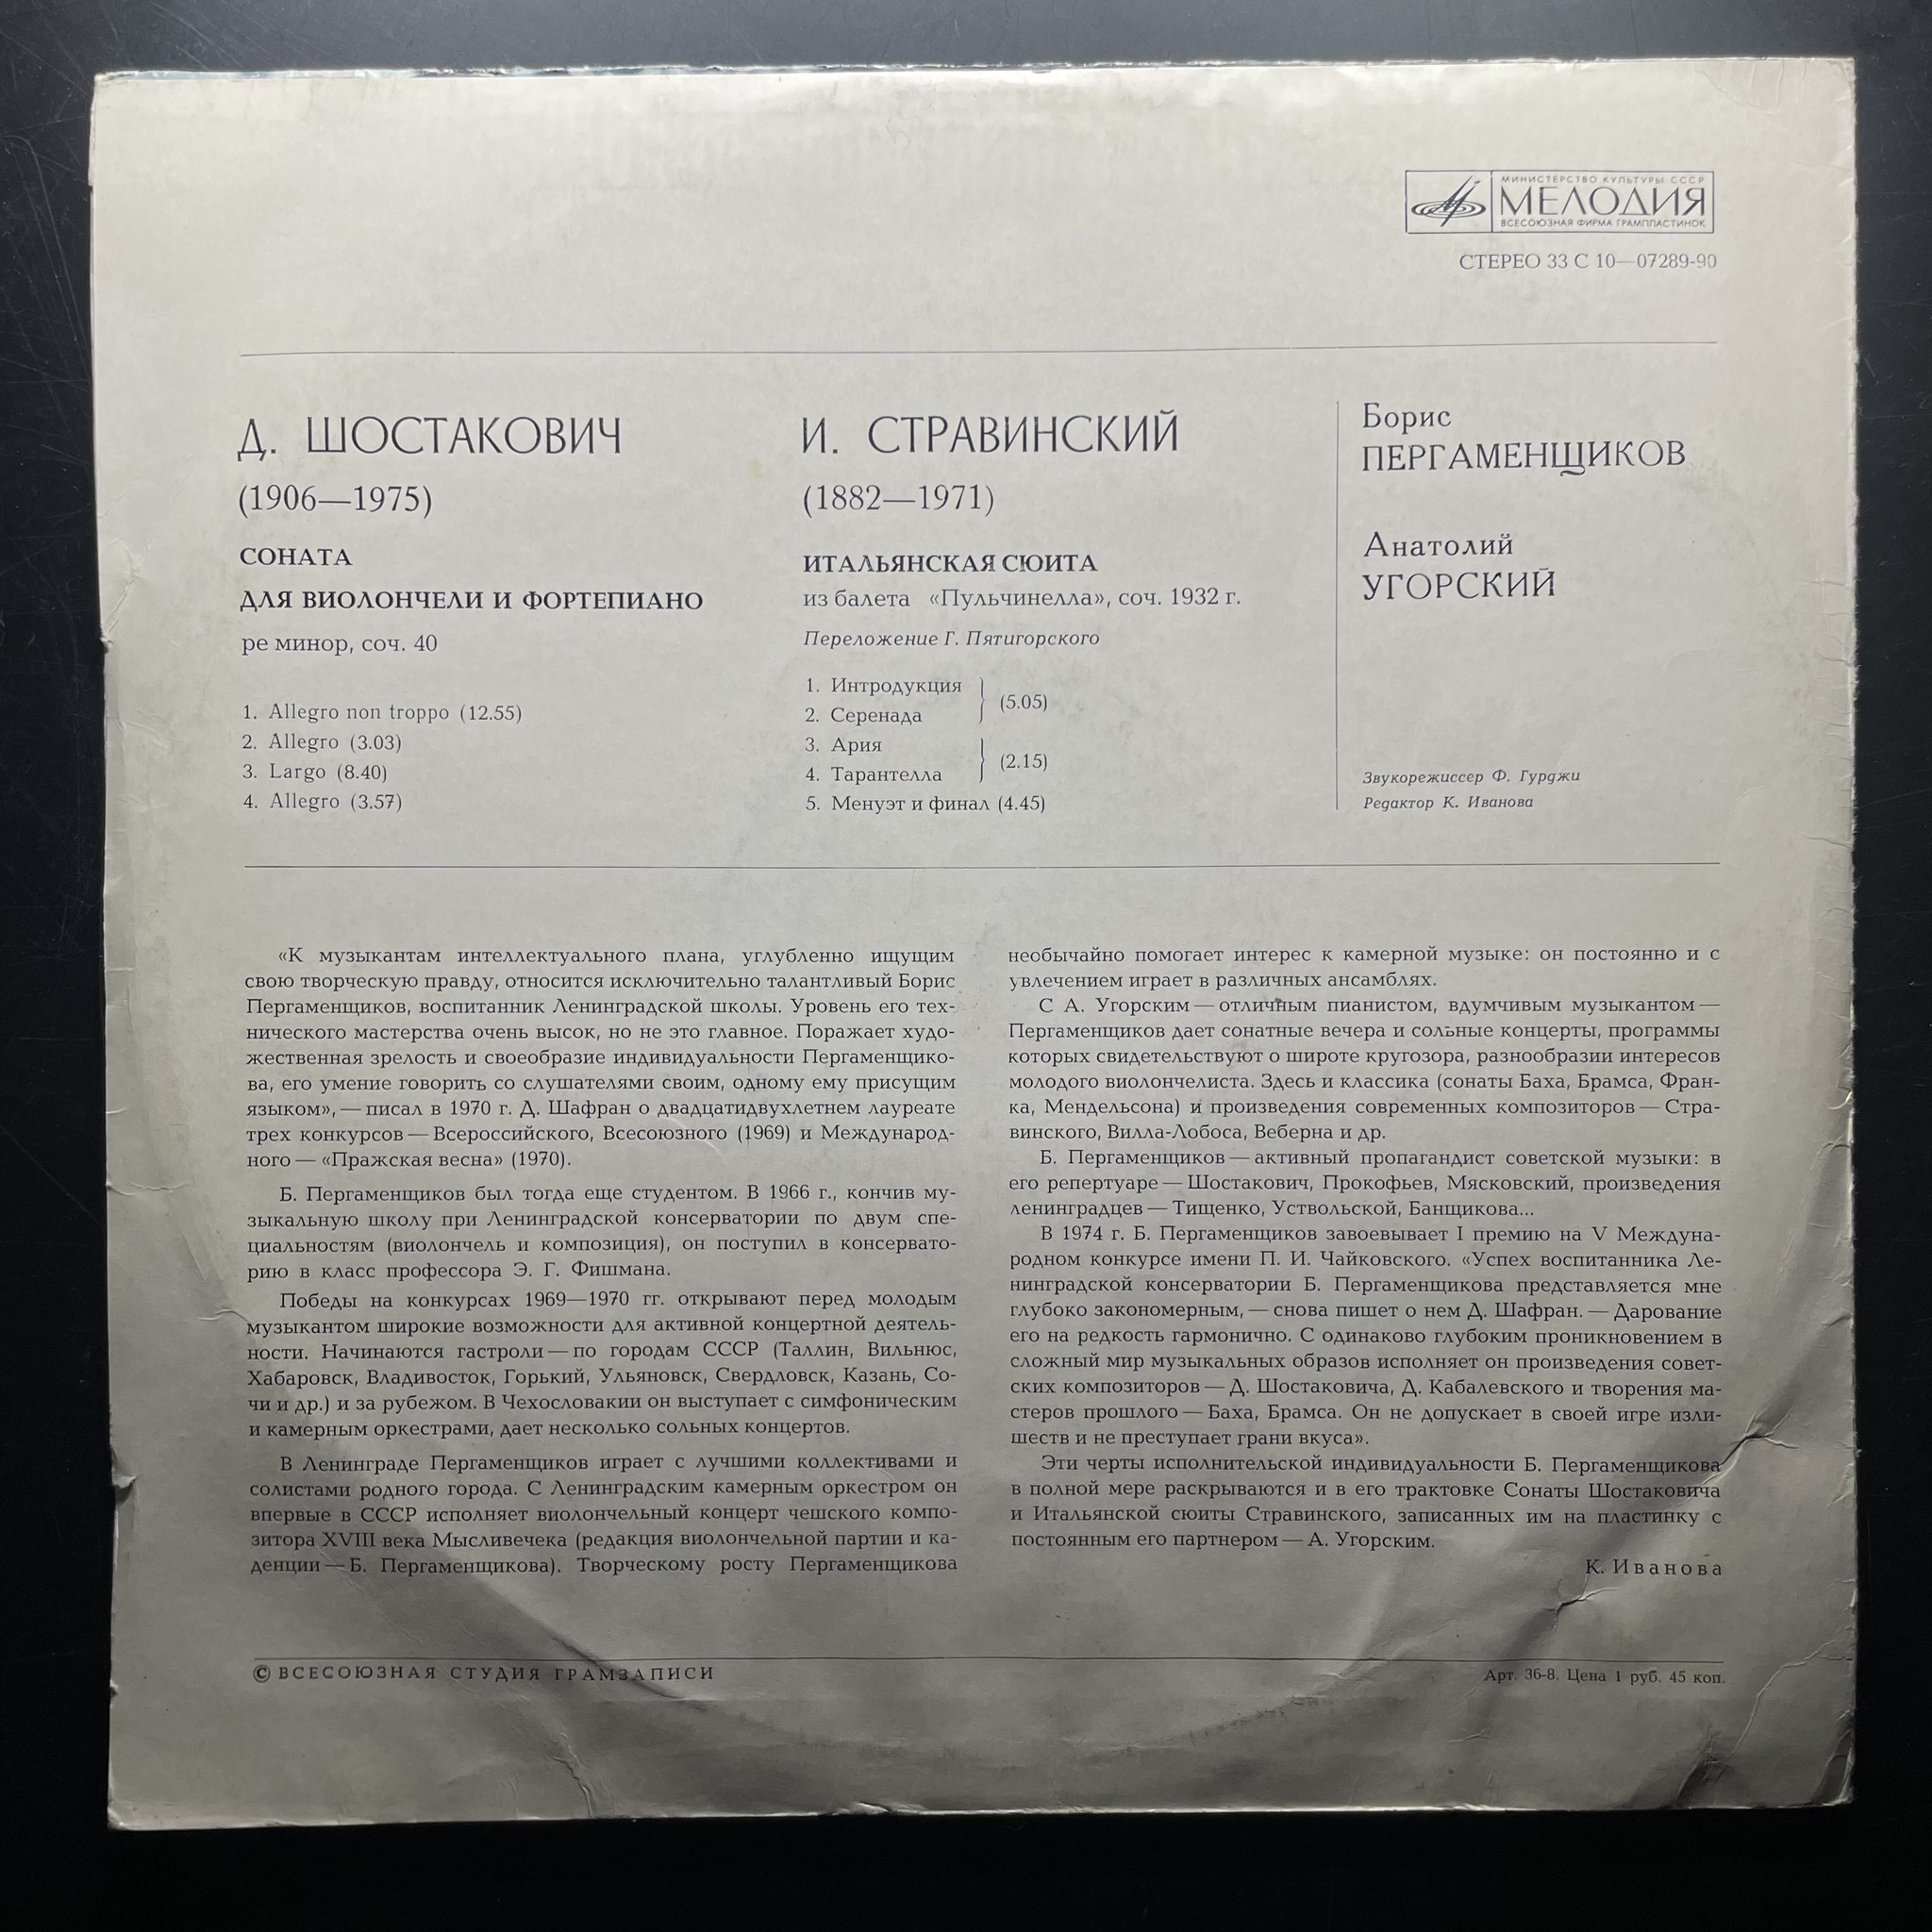 МИНИСТЕРСТВО КУЛЬТУРЫ СССР
МЕЛОДИЯ
ВСЕСОЮЗНАЯ ФИРМА ГРАМПЛАСТИНОК
СТЕРЕО 33 С 10—07289-90
Д. ШОСТАКОВИЧ
(1906—1975)
СОНАТА
ДЛЯ ВИОЛОНЧЕЛИ И ФОРТЕПИАНО
ре минор, соч. 40
1. Allegro non troppo (12.55)
2. Allegro (3.03)
3. Largo (8.40)
4. Allegro (3.57)
И. СТРАВИНСКИЙ
(1882—1971)
ИТАЛЬЯНСКАЯ СЮИТА
из балета «Пульчинелла», соч. 1932 г.
Переложение Г. Пятигорского
1. Интродукция
2. Серенада
(5.05)
3. Ария
4. Тарантелла
(2.15)
5. Менуэт и финал (4.45)
Борис
ПЕРГАМЕНЩИКОВ
Анатолий
УГОРСКИЙ
Звукорежиссер Ф. Гурджи
Редактор К. Иванова
«К музыкантам интеллектуального плана, углубленно ищущим
свою творческую правду, относится исключительно талантливый Борис
Пергаменщиков, воспитанник Ленинградской школы. Уровень его тех-
нического мастерства очень высок, но не это главное. Поражает худо-
жественная зрелость и своеобразие индивидуальности Пергаменщико-
ва, его умение говорить со слушателями своим, одному ему присущим
языком», — писал в 1970 г. Д. Шафран о двадцатидвухлетнем лауреате
трех конкурсов — Всероссийского, Всесоюзного (1969) и Международ-
ного — «Пражская весна» (1970).
Б. Пергаменщиков был тогда еще студентом. В 1966 г., кончив му-
зыкальную школу при Ленинградской консерватории по двум спе-
циальностям (виолончель и композиция), он поступил в консервато-
рию в класс профессора Э. Г. Фишмана.
Победы на конкурсах 1969—1970 гг. открывают перед молодым
музыкантом широкие возможности для активной концертной деятель-
ности. Начинаются гастроли — по городам СССР (Таллин, Вильнюс,
Хабаровск, Владивосток, Горький, Ульяновск, Свердловск, Казань, Со-
чи и др.) и за рубежом. В Чехословакии он выступает с симфоническим
и камерным оркестрами, дает несколько сольных концертов.
В Ленинграде Пергаменщиков играет с лучшими коллективами и
солистами родного города. С Ленинградским камерным оркестром он
впервые в СССР исполняет виолончельный концерт чешского компо-
зитора XVIII века Мысливечека (редакция виолончельной партии и ка-
денции — Б. Пергаменщикова). Творческому росту Пергаменщикова
необычайно помогает интерес к камерной музыке: он постоянно и с
увлечением играет в различных ансамблях.
С А. Угорским — отличным пианистом, вдумчивым музыкантом —
Пергаменщиков дает сонатные вечера и сольные концерты, программы
которых свидетельствуют о широте кругозора, разнообразии интересов
молодого виолончелиста. Здесь и классика (сонаты Баха, Брамса, Фран-
ка, Мендельсона) и произведения современных композиторов — Стра-
винского, Вилла-Лобоса, Веберна и др.
Б. Пергаменщиков — активный пропагандист советской музыки: в
его репертуаре — Шостакович, Прокофьев, Мясковский, произведения
ленинградцев — Тищенко, Уствольской, Банщикова...
В 1974 г. Б. Пергаменщиков завоевывает I премию на V Междуна-
родном конкурсе имени П. И. Чайковского. «Успех воспитанника Ле-
нинградской консерватории Б. Пергаменщикова представляется мне
глубоко закономерным, — снова пишет о нем Д. Шафран. — Дарование
его на редкость гармонично. С одинаково глубоким проникновением в
сложный мир музыкальных образов исполняет он произведения совет-
ских композиторов — Д. Шостаковича, Д. Кабалевского и творения ма-
стеров прошлого — Баха, Брамса. Он не допускает в своей игре изли-
шеств и не преступает грани вкуса».
Эти черты исполнительской индивидуальности Б. Пергаменщикова
в полной мере раскрываются и в его трактовке Сонаты Шостаковича
и Итальянской сюиты Стравинского, записанных им на пластинку с
постоянным его партнером — А. Угорским.
К. Иванова
© ВСЕСОЮЗНАЯ СТУДИЯ ГРАМЗАПИСИ
Арт. 36-8. Цена 1 руб. 45 коп.